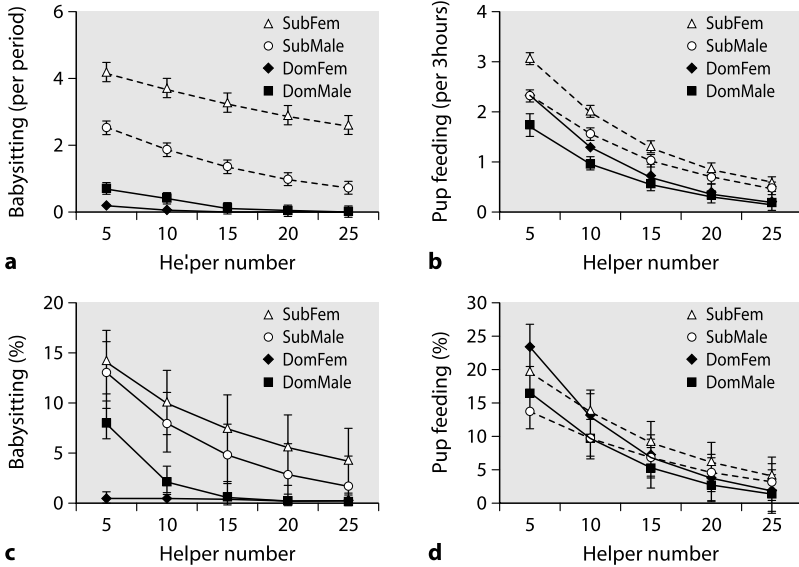 6
4
2
0
Babysitting (per period)
SubFem
SubMale
DomFem
DomMale
5 10 15 20 25
Helper number
a
4
3
2
1
0
Pup feeding (per 3hours)
SubFem
SubMale
DomFem
DomMale
5 10 15 20 25
Helper number
b
20
15
10
5
0
Babysitting (%)
SubFem
SubMale
DomFem
DomMale
5 10 15 20 25
Helper number
c
30
25
20
15
10
5
0
Pup feeding (%)
SubFem
SubMale
DomFem
DomMale
5 10 15 20 25
Helper number
d